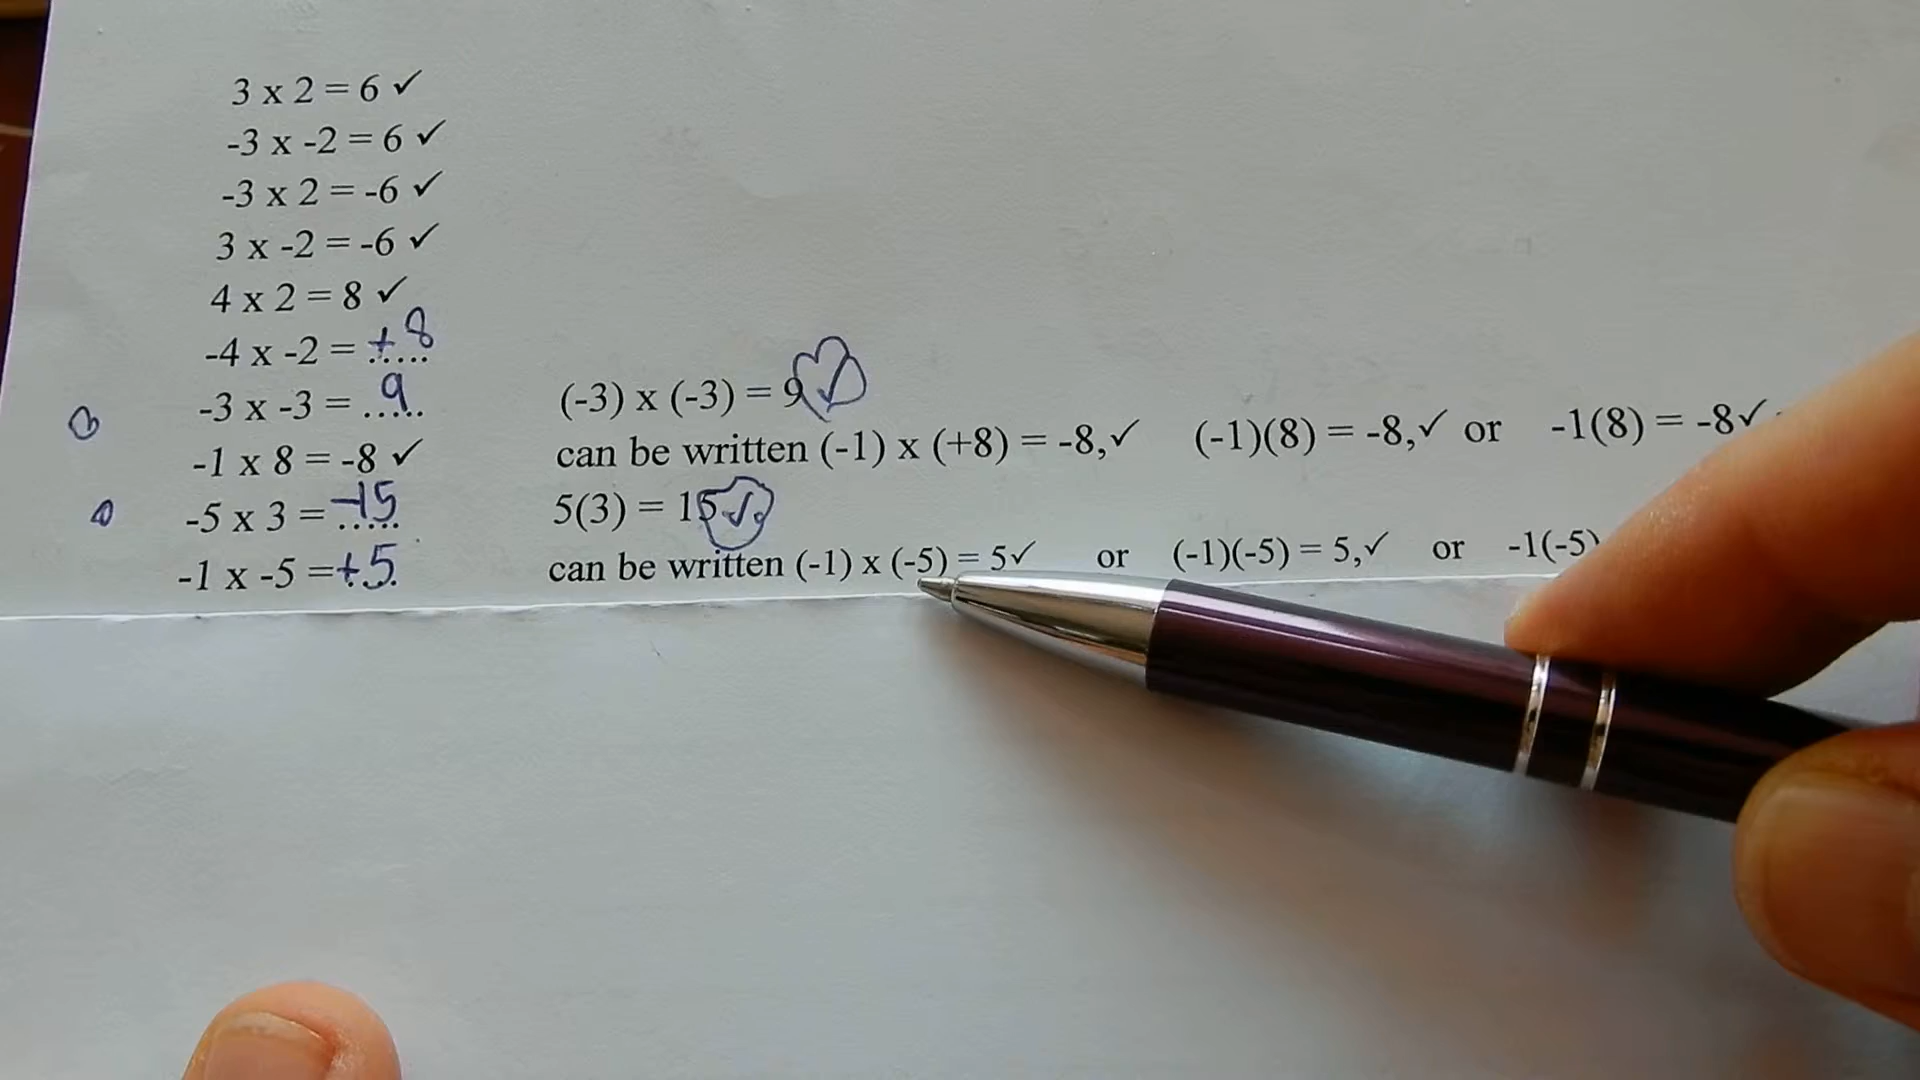 3 x 2 = 6 ✓
-3 x -2 = 6 ✓
-3 x 2 = -6 ✓
3 x -2 = -6 ✓
4 x 2 = 8 ✓
-4 x -2 = +8
-3 x -3 = 9 (-3) x (-3) = 9 ✓
-1 x 8 = -8 ✓ can be written (-1) x (+8) = -8,✓ (-1)(8) = -8,✓ or -1(8) = -8✓
-5 x 3 = -15 5(3) = 15 ✓
-1 x -5 = +5 can be written (-1) x (-5) = 5✓ or (-1)(-5) = 5,✓ or -1(-5)